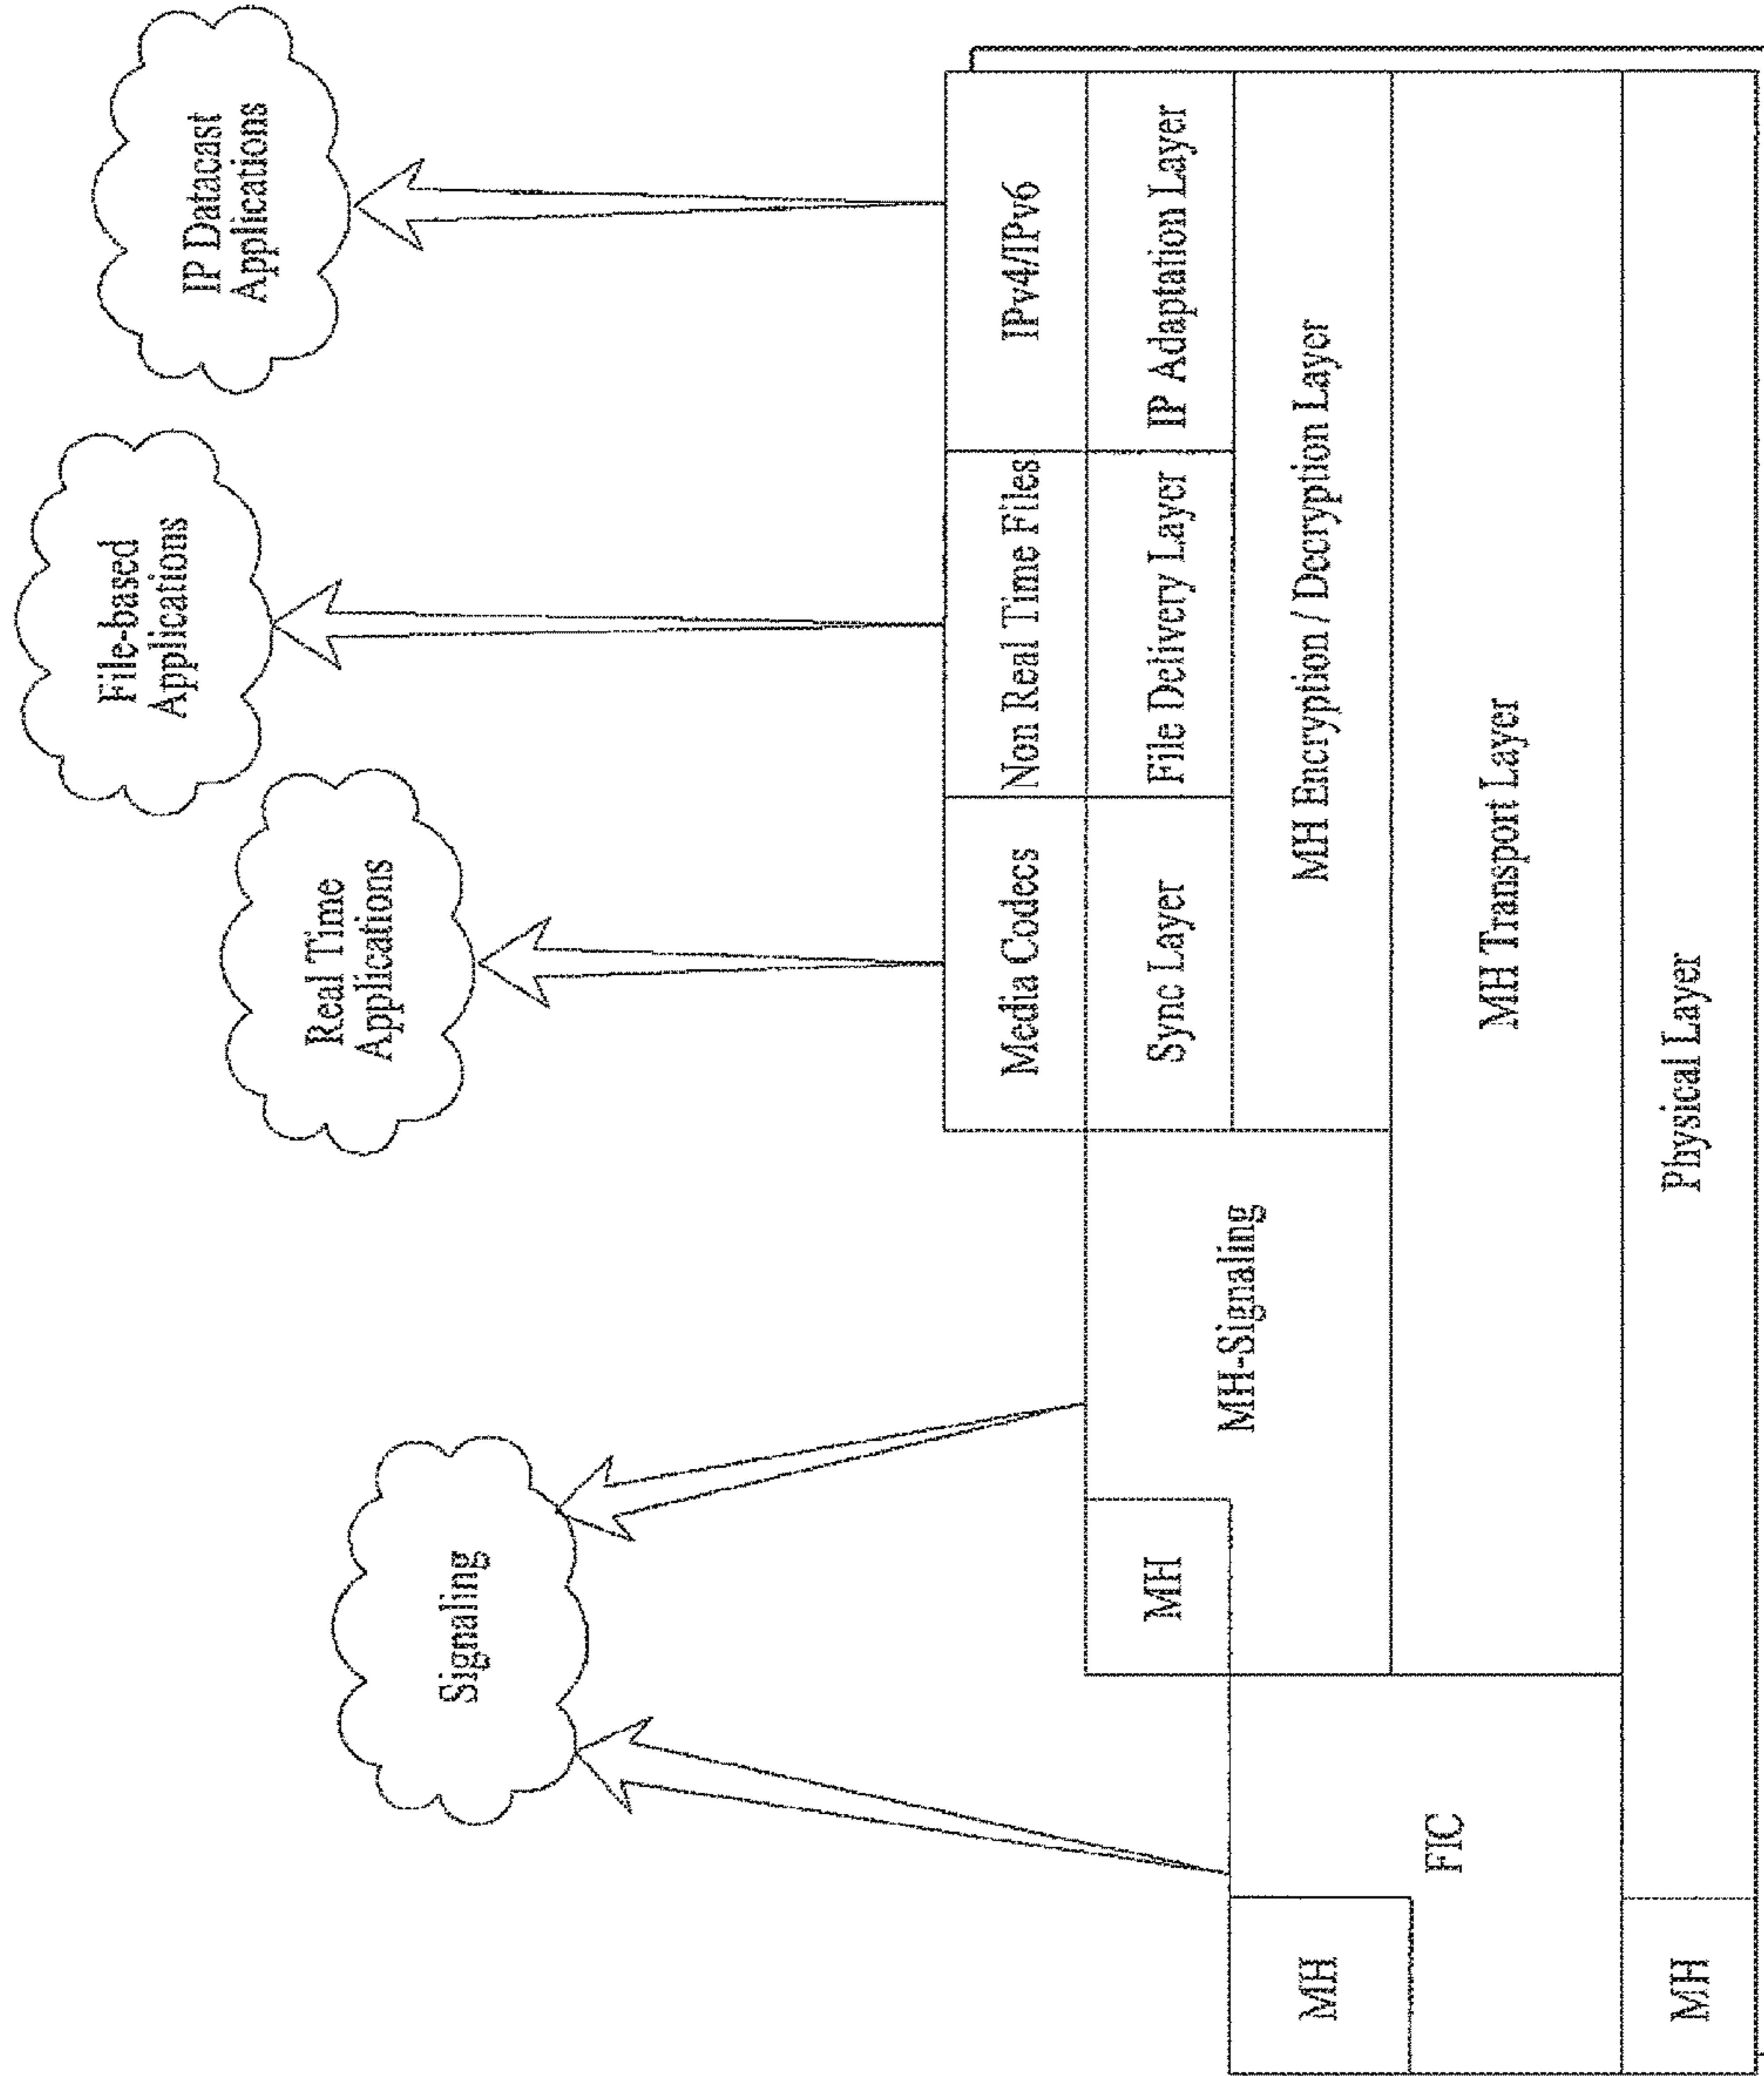 Signaling
Real Time
Applications
File-based
Applications
IP Datacast
Applications
Media Codecs
Non Real Time Files
IPv4/IPv6
MH
Sync Layer
File Delivery Layer
IP Adaptation Layer
MH-Signaling
MH
MH Encryption / Decryption Layer
FIC
MH Transport Layer
MH
Physical Layer